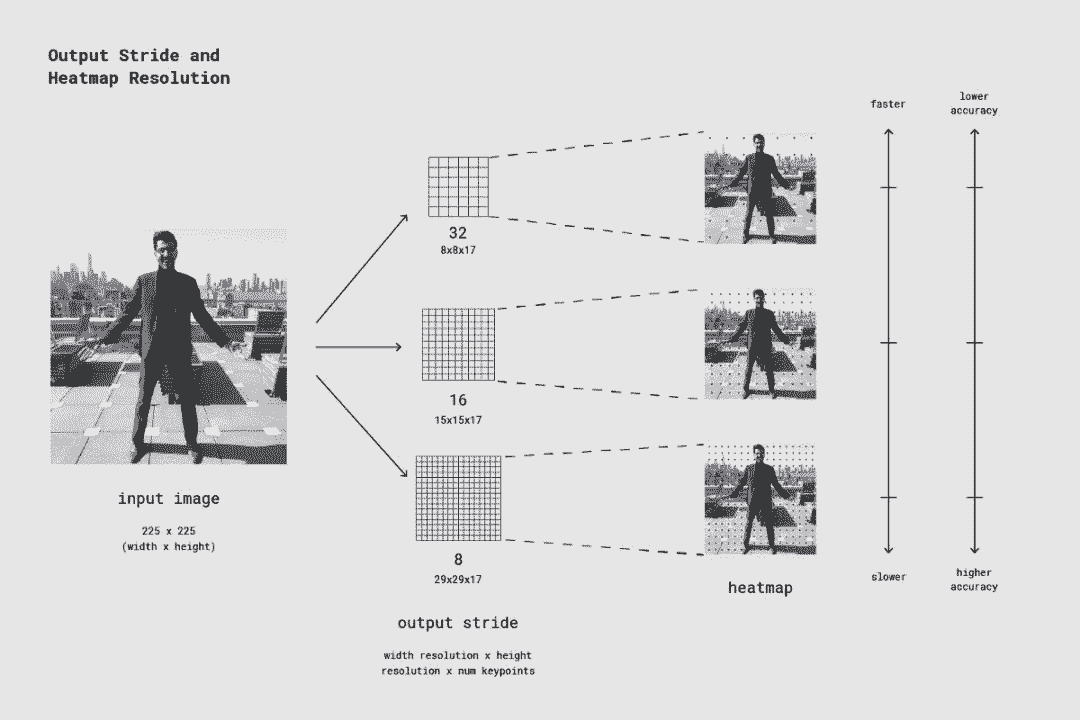 Output Stride and
Heatmap Resolution
faster
lower
accuracy
32
8x8x17
16
15x15x17
input image
225 x 225
(width x height)
8
29x29x17
slower
higher
accuracy
heatmap
output stride
width resolution x height
resolution x num keypoints